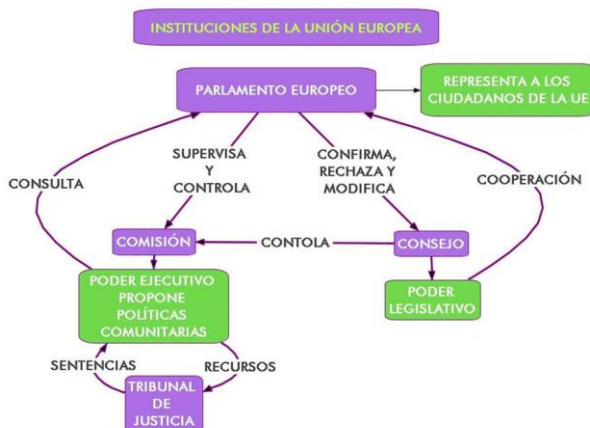 INSTITUCIONES DE LA UNIÓN EUROPEA
PARLAMENTO EUROPEO
REPRESENTA A LOS
CIUDADANOS DE LA UE
SUPERVISA
Y
CONTROLA
CONFIRMA,
RECHAZA Y
MODIFICA
CONSULTA
COOPERACIÓN
COMISIÓN
CONTOLA
CONSEJO
PODER EJECUTIVO
PROPONE
POLÍTICAS
COMUNITARIAS
PODER
LEGISLATIVO
SENTENCIAS
RECURSOS
TRIBUNAL
DE
JUSTICIA